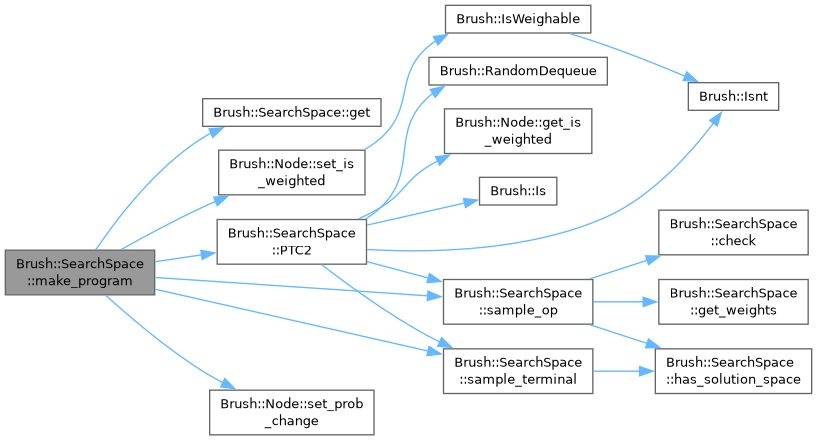 Brush::SearchSpace
::make_program
Brush::SearchSpace::get
Brush::Node::set_is
_weighted
Brush::SearchSpace
::PTC2
Brush::Node::set_prob
_change
Brush::IsWeighable
Brush::RandomDequeue
Brush::Node::get_is
_weighted
Brush::Is
Brush::SearchSpace
::sample_op
Brush::SearchSpace
::sample_terminal
Brush::Isnt
Brush::SearchSpace
::check
Brush::SearchSpace
::get_weights
Brush::SearchSpace
::has_solution_space